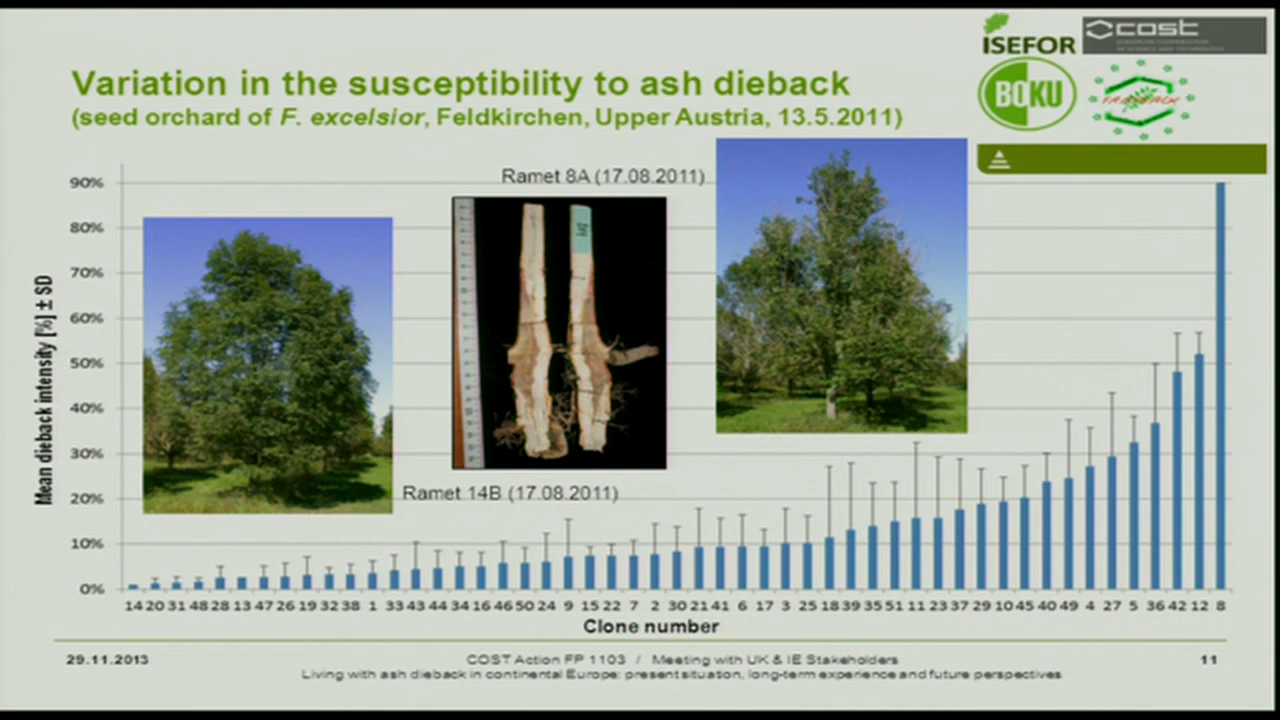 ISEFOR
cost
Variation in the susceptibility to ash dieback
(seed orchard of F. excelsior, Feldkirchen, Upper Austria, 13.5.2011)
BOKU
FRAXBACK
Ramet 8A (17.08.2011)
90%
80%
70%
60%
50%
40%
30%
20%
10%
0%
Mean dieback intensity [%] ± SD
Ramet 14B (17.08.2011)
14 20 31 48 28 13 47 26 19 32 38 1 33 43 44 34 16 46 50 24 9 15 22 7 2 30 21 41 6 17 3 25 18 39 35 51 11 23 37 29 10 45 40 49 4 27 5 36 42 12 8
Clone number
29.11.2013
COST Action FP 1103 / Meeting with UK & IE Stakeholders
11
Living with ash dieback in continental Europe: present situation, long-term experience and future perspectives